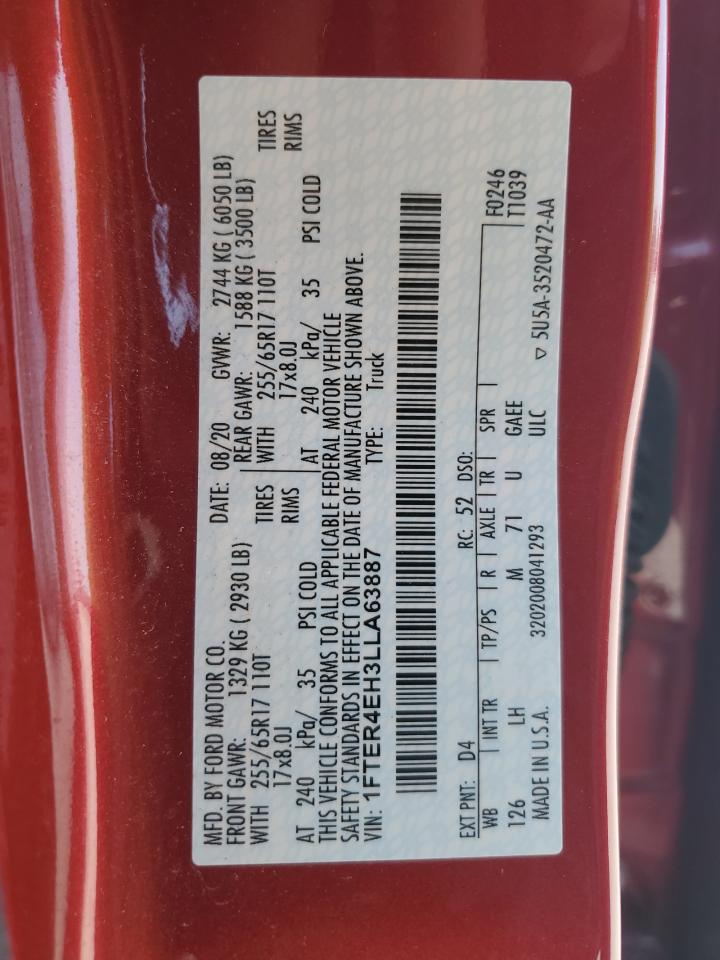 MFD. BY FORD MOTOR CO. DATE: 08/20 GVWR: 2744 KG ( 6050 LB)
FRONT GAWR: 1329 KG ( 2930 LB) REAR GAWR: 1588 KG ( 3500 LB)
WITH 255/65R17 110T TIRES WITH 255/65R17 110T TIRES
17x8.0J RIMS 17x8.0J RIMS
AT 240 kPa/ 35 PSI COLD AT 240 kPa/ 35 PSI COLD
THIS VEHICLE CONFORMS TO ALL APPLICABLE FEDERAL MOTOR VEHICLE
SAFETY STANDARDS IN EFFECT ON THE DATE OF MANUFACTURE SHOWN ABOVE.
VIN: 1FTER4EH3LLA63887 TYPE: Truck
EXT PNT: D4 RC: 52 DSO:
WB INT TR TP/PS R AXLE TR SPR F0246
126 LH M 71 U GAEE T1039
MADE IN U.S.A. 3202008041293 ULC ▽ 5U5A-3520472-AA